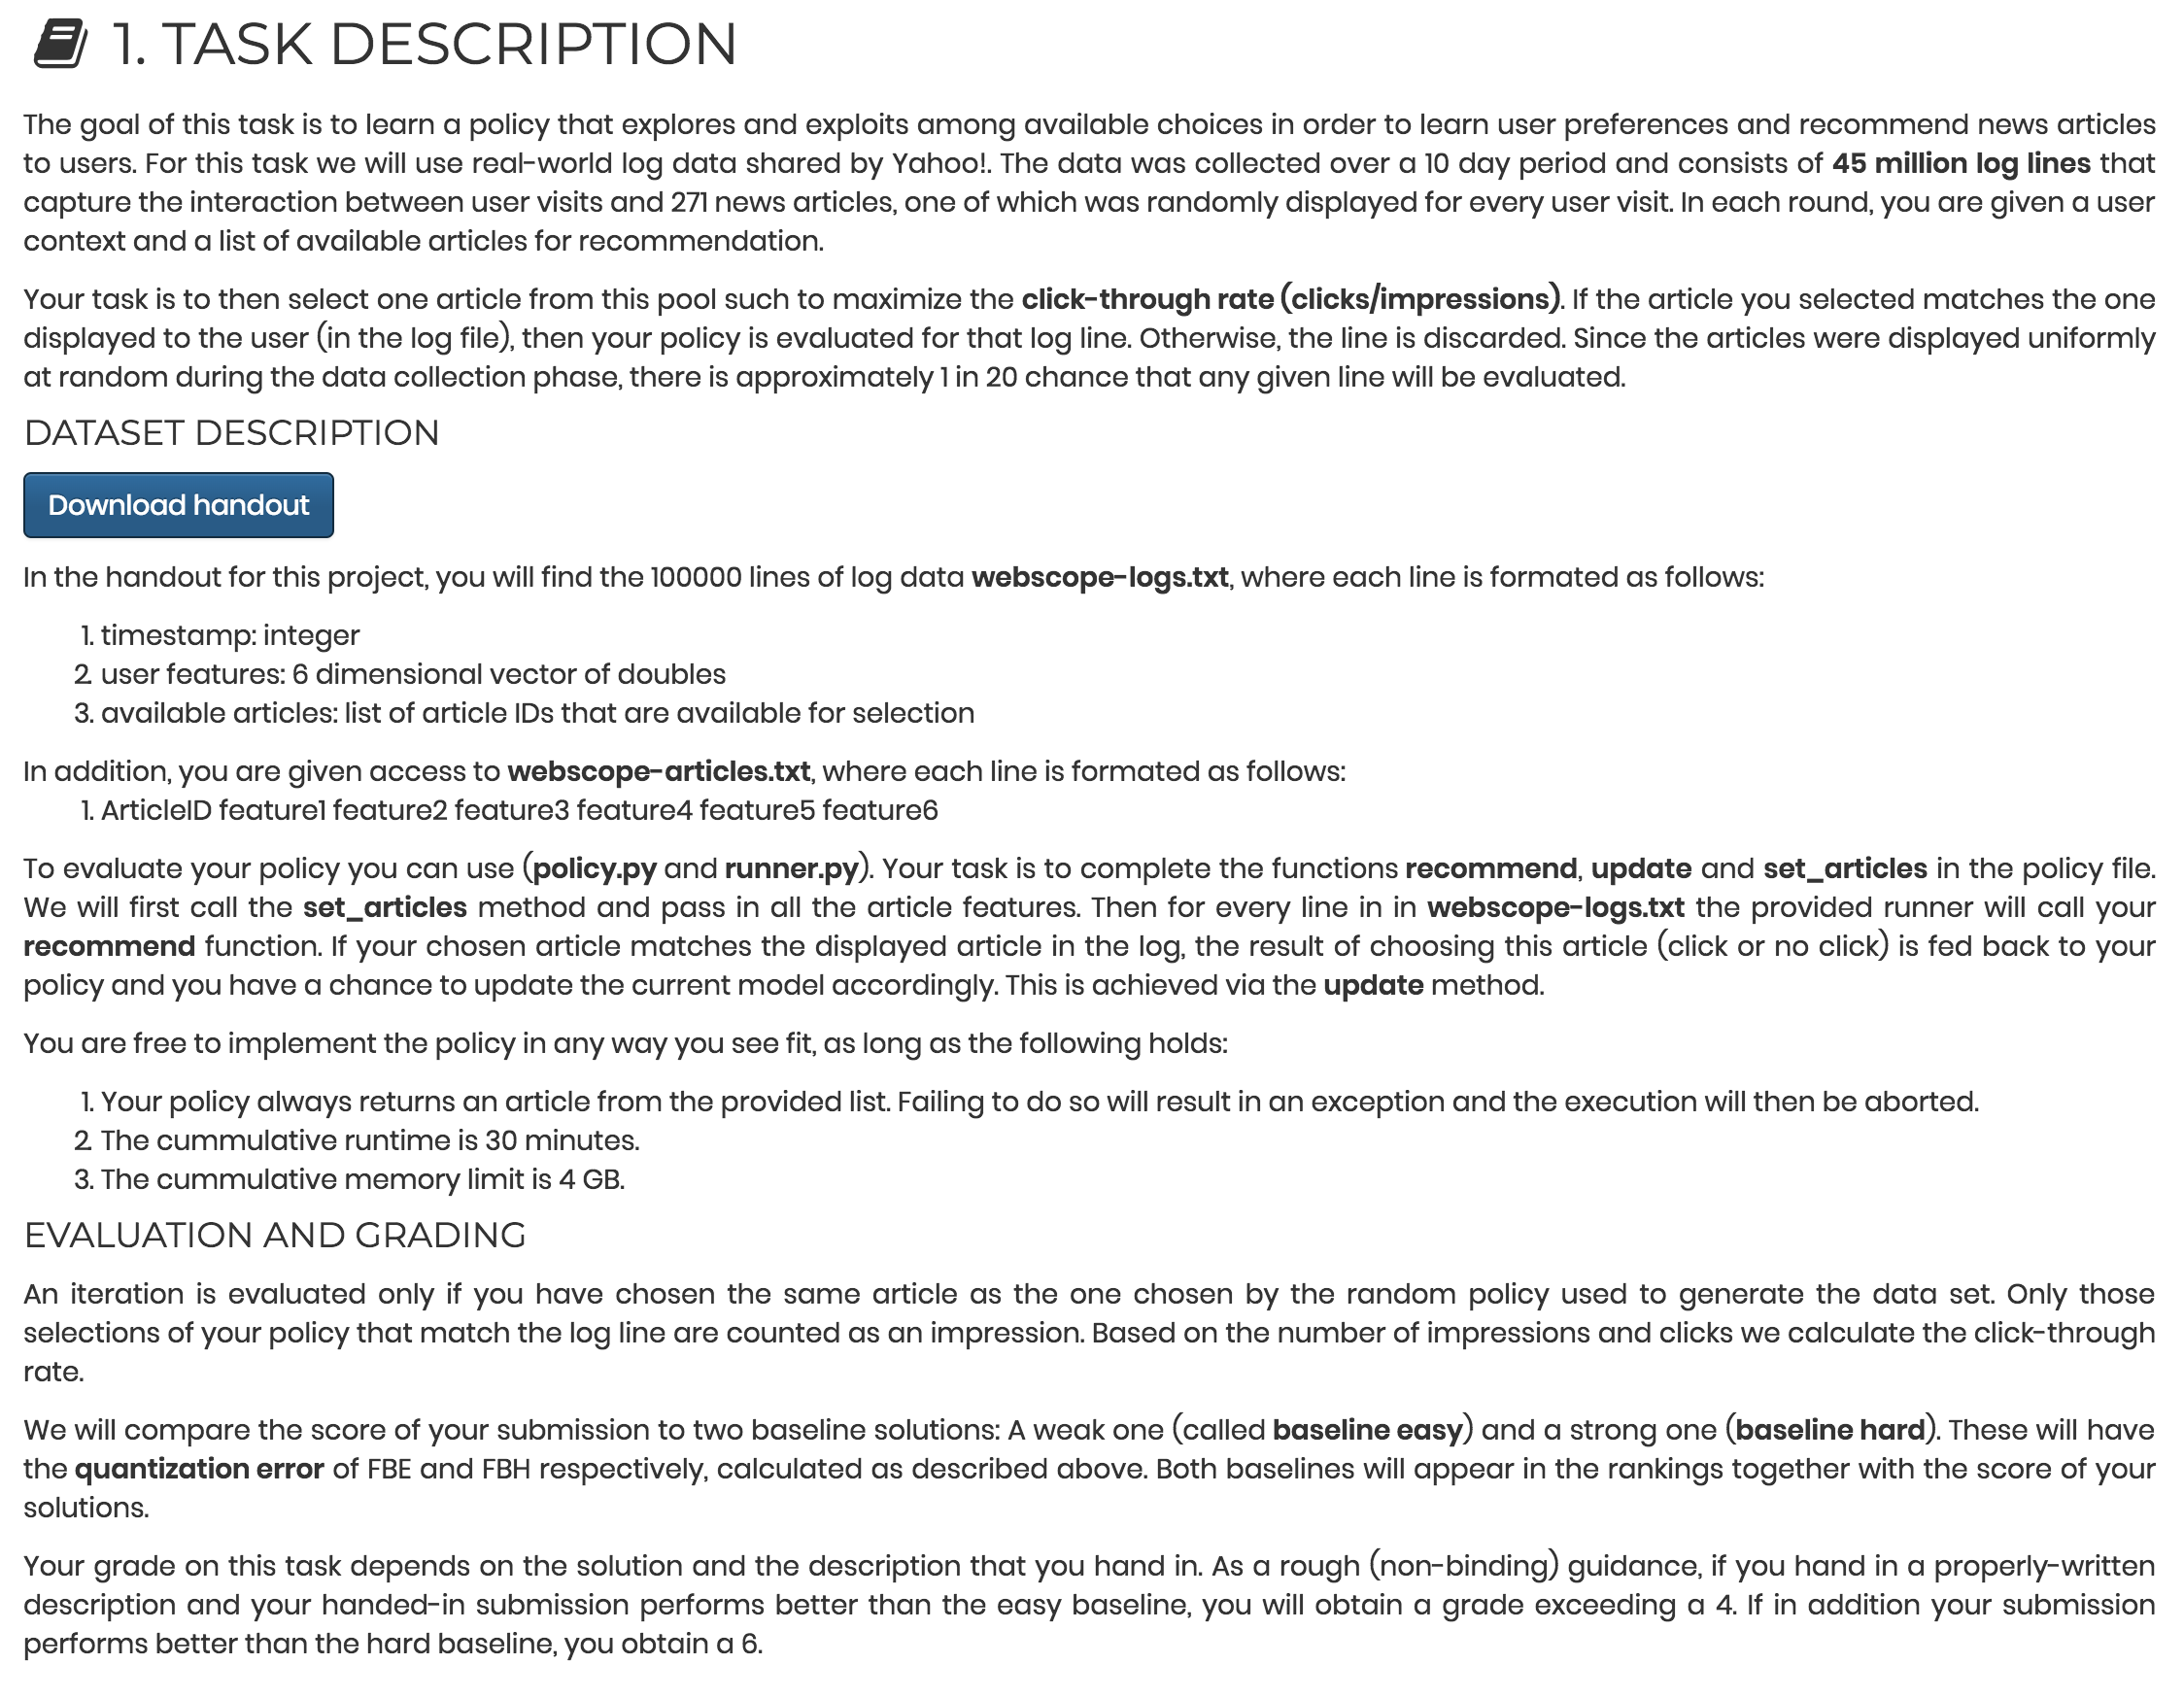 1. TASK DESCRIPTION
The goal of this task is to learn a policy that explores and exploits among available choices in order to learn user preferences and recommend news articles
to users. For this task we will use real-world log data shared by Yahoo!. The data was collected over a 10 day period and consists of 45 million log lines that
capture the interaction between user visits and 271 news articles, one of which was randomly displayed for every user visit. In each round, you are given a user
context and a list of available articles for recommendation.
Your task is to then select one article from this pool such to maximize the click-through rate (clicks/impressions). If the article you selected matches the one
displayed to the user (in the log file), then your policy is evaluated for that log line. Otherwise, the line is discarded. Since the articles were displayed uniformly
at random during the data collection phase, there is approximately 1 in 20 chance that any given line will be evaluated.
DATASET DESCRIPTION
Download handout
In the handout for this project, you will find the 100000 lines of log data webscope-logs.txt, where each line is formated as follows:
1. timestamp: integer
2. user features: 6 dimensional vector of doubles
3. available articles: list of article IDs that are available for selection
In addition, you are given access to webscope-articles.txt, where each line is formated as follows:
1. ArticleID feature1 feature2 feature3 feature4 feature5 feature6
To evaluate your policy you can use (policy.py and runner.py). Your task is to complete the functions recommend, update and set_articles in the policy file.
We will first call the set_articles method and pass in all the article features. Then for every line in in webscope-logs.txt the provided runner will call your
recommend function. If your chosen article matches the displayed article in the log, the result of choosing this article (click or no click) is fed back to your
policy and you have a chance to update the current model accordingly. This is achieved via the update method.
You are free to implement the policy in any way you see fit, as long as the following holds:
1. Your policy always returns an article from the provided list. Failing to do so will result in an exception and the execution will then be aborted.
2. The cummulative runtime is 30 minutes.
3. The cummulative memory limit is 4 GB.
EVALUATION AND GRADING
An iteration is evaluated only if you have chosen the same article as the one chosen by the random policy used to generate the data set. Only those
selections of your policy that match the log line are counted as an impression. Based on the number of impressions and clicks we calculate the click-through
rate.
We will compare the score of your submission to two baseline solutions: A weak one (called baseline easy) and a strong one (baseline hard). These will have
the quantization error of FBE and FBH respectively, calculated as described above. Both baselines will appear in the rankings together with the score of your
solutions.
Your grade on this task depends on the solution and the description that you hand in. As a rough (non-binding) guidance, if you hand in a properly-written
description and your handed-in submission performs better than the easy baseline, you will obtain a grade exceeding a 4. If in addition your submission
performs better than the hard baseline, you obtain a 6.